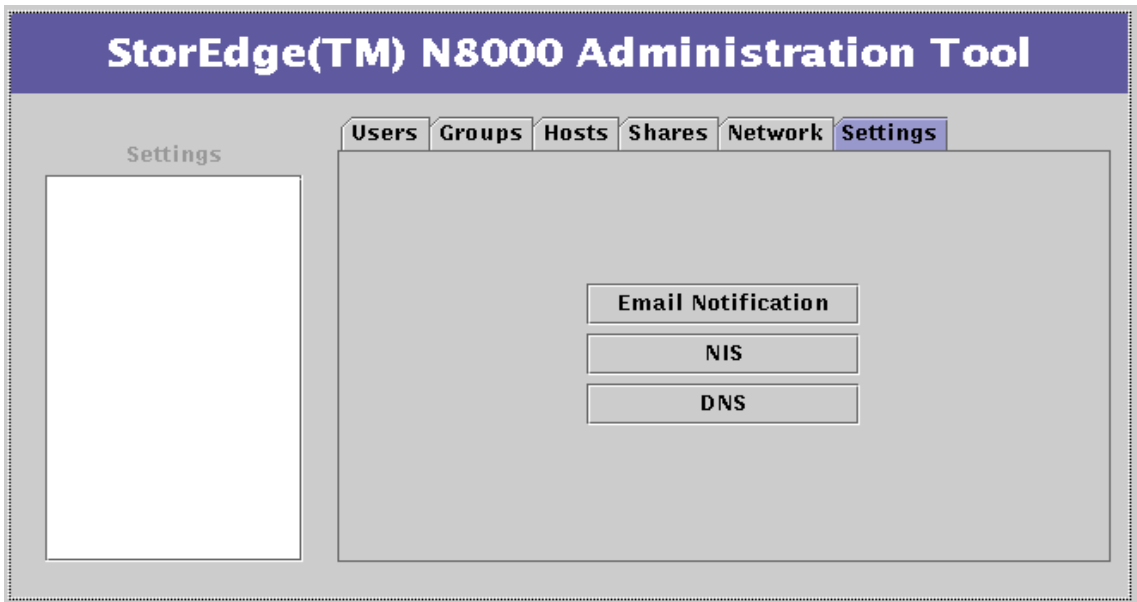 StorEdge(TM) N8000 Administration Tool
Users Groups Hosts Shares Network Settings
Settings
Email Notification
NIS
DNS